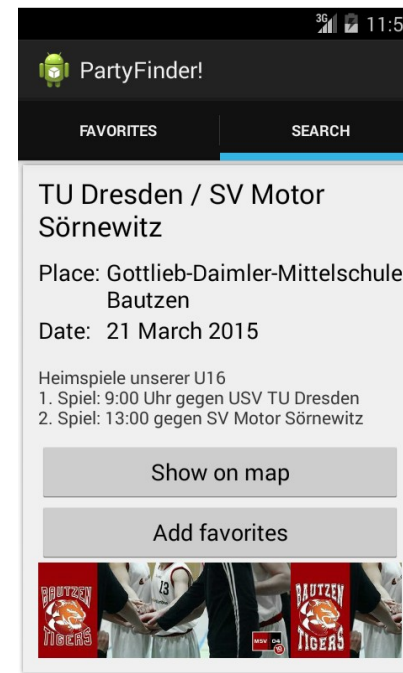 3G 11:5
PartyFinder!
FAVORITES SEARCH
TU Dresden / SV Motor
Sörnewitz
Place: Gottlieb-Daimler-Mittelschule
Bautzen
Date: 21 March 2015
Heimspiele unserer U16
1. Spiel: 9:00 Uhr gegen USV TU Dresden
2. Spiel: 13:00 gegen SV Motor Sörnewitz
Show on map
Add favorites
BAUTZEN
TIGERS
13
MSV 04
BAUTZEN
TIGERS